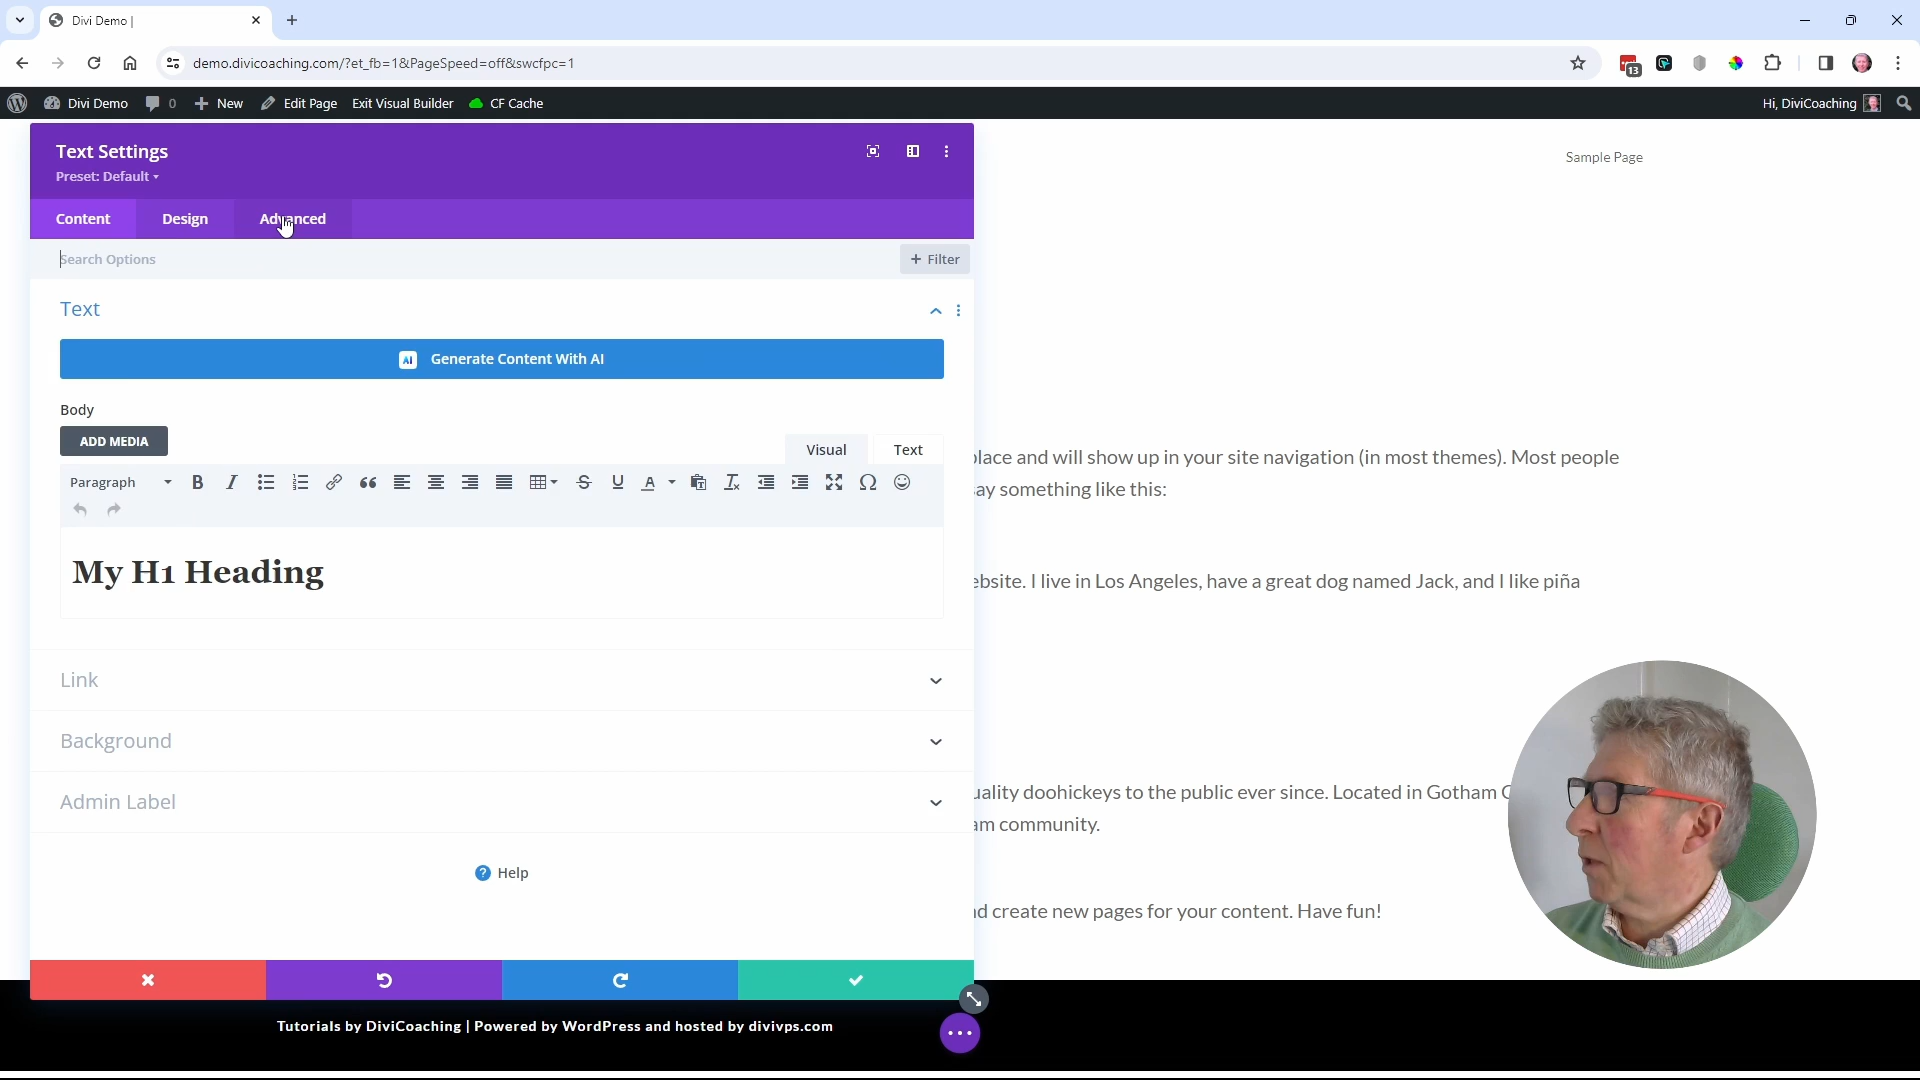 Divi Demo |
demo.divicoaching.com/?et_fb=1&PageSpeed=off&swcfpc=1
13
Divi Demo 0 New Edit Page Exit Visual Builder CF Cache Hi, DiviCoaching
Text Settings
Preset: Default
Sample Page
Content Design Advanced
Search Options + Filter
Text
AI Generate Content With AI
Body
ADD MEDIA
Visual Text
Paragraph B I U A
My H1 Heading
place and will show up in your site navigation (in most themes). Most people
say something like this:
ebsite. I live in Los Angeles, have a great dog named Jack, and I like piña
Link
Background
Admin Label
uality doohickeys to the public ever since. Located in Gotham C
am community.
? Help
nd create new pages for your content. Have fun!
Tutorials by DiviCoaching | Powered by WordPress and hosted by divivps.com